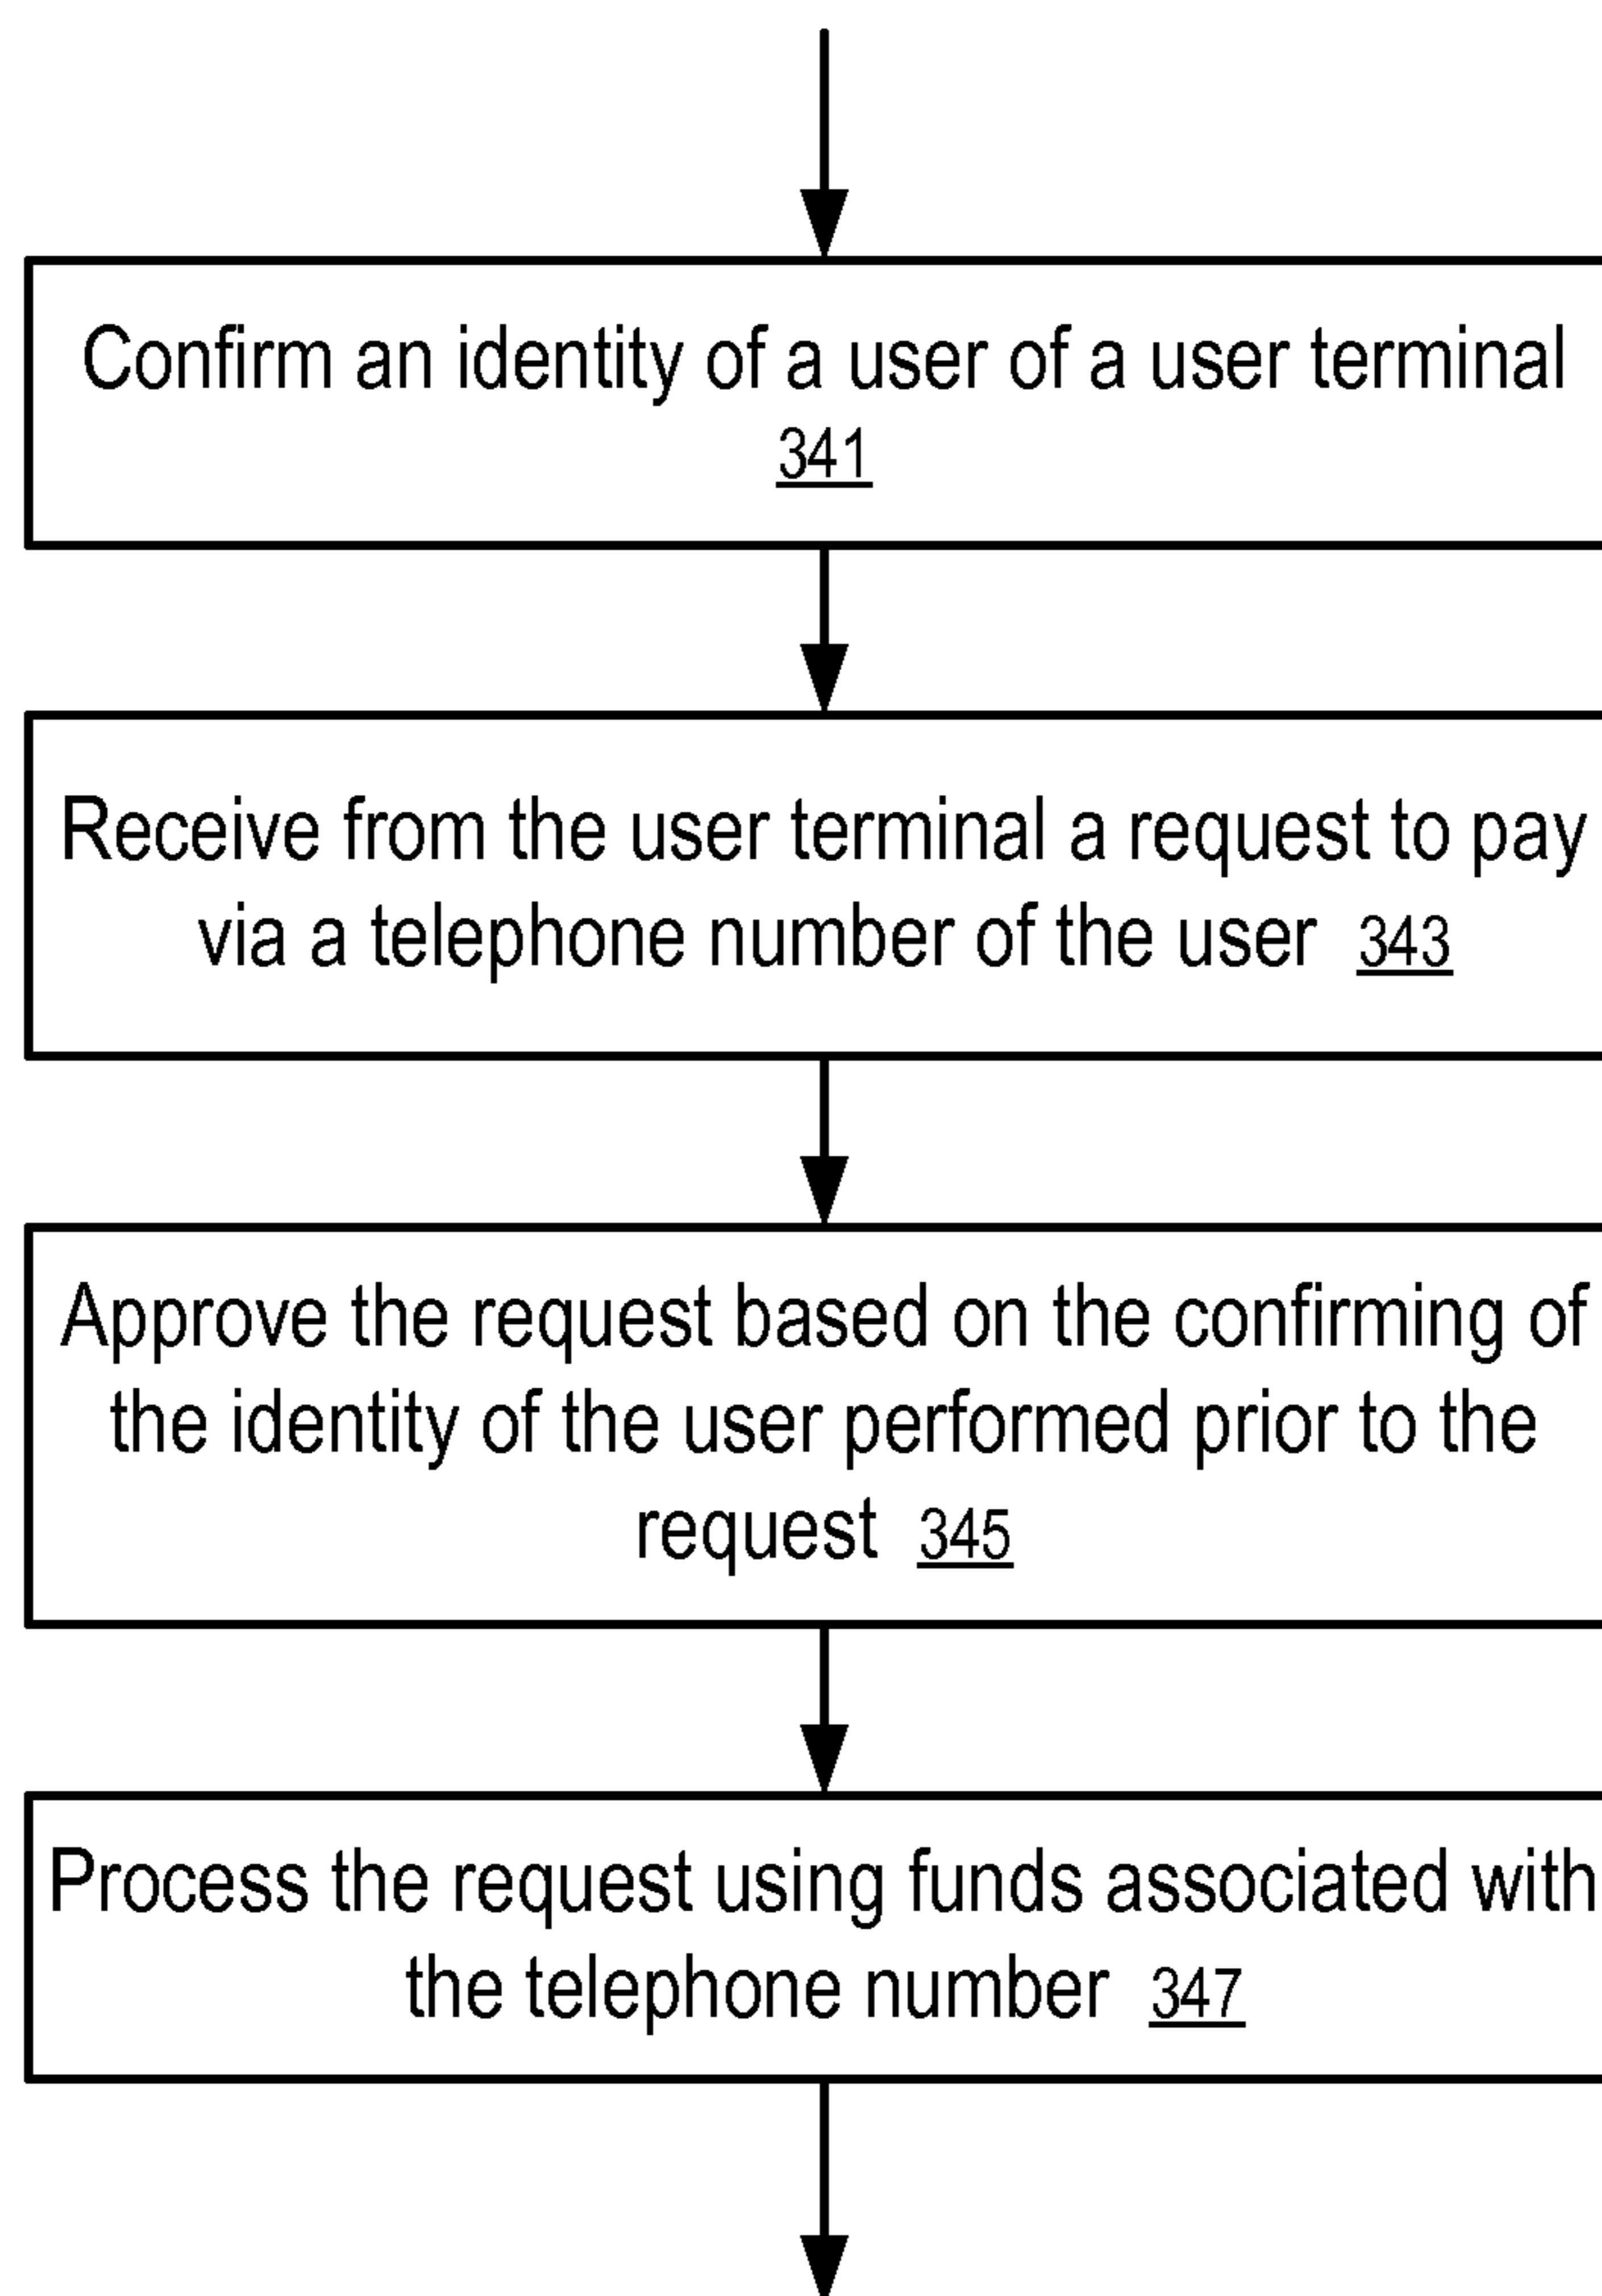 Confirm an identity of a user of a user terminal
341
Receive from the user terminal a request to pay
via a telephone number of the user 343
Approve the request based on the confirming of
the identity of the user performed prior to the
request 345
Process the request using funds associated with
the telephone number 347